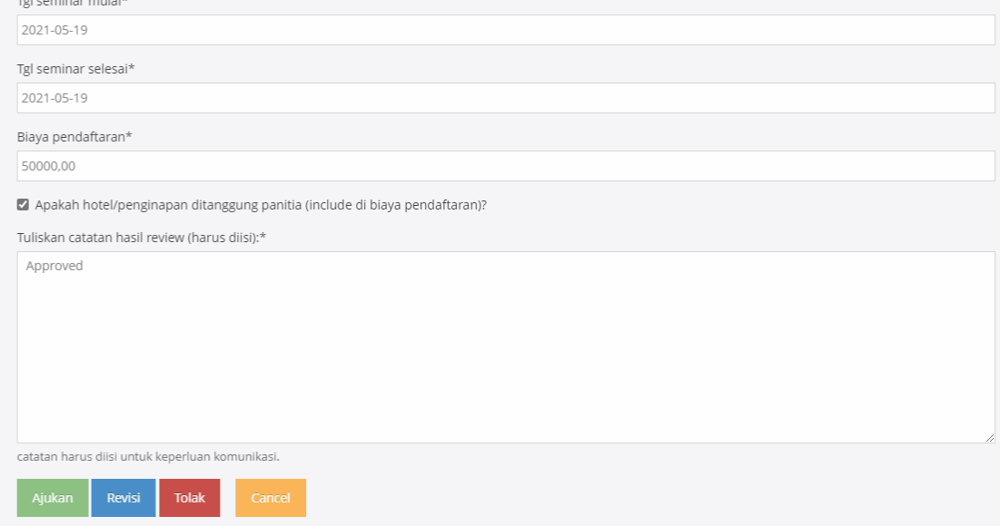 Tgl seminar mulai*
2021-05-19
Tgl seminar selesai*
2021-05-19
Biaya pendaftaran*
50000,00
Apakah hotel/penginapan ditanggung panitia (include di biaya pendaftaran)?
Tuliskan catatan hasil review (harus diisi):*
Approved
catatan harus diisi untuk keperluan komunikasi.
Ajukan Revisi Tolak Cancel